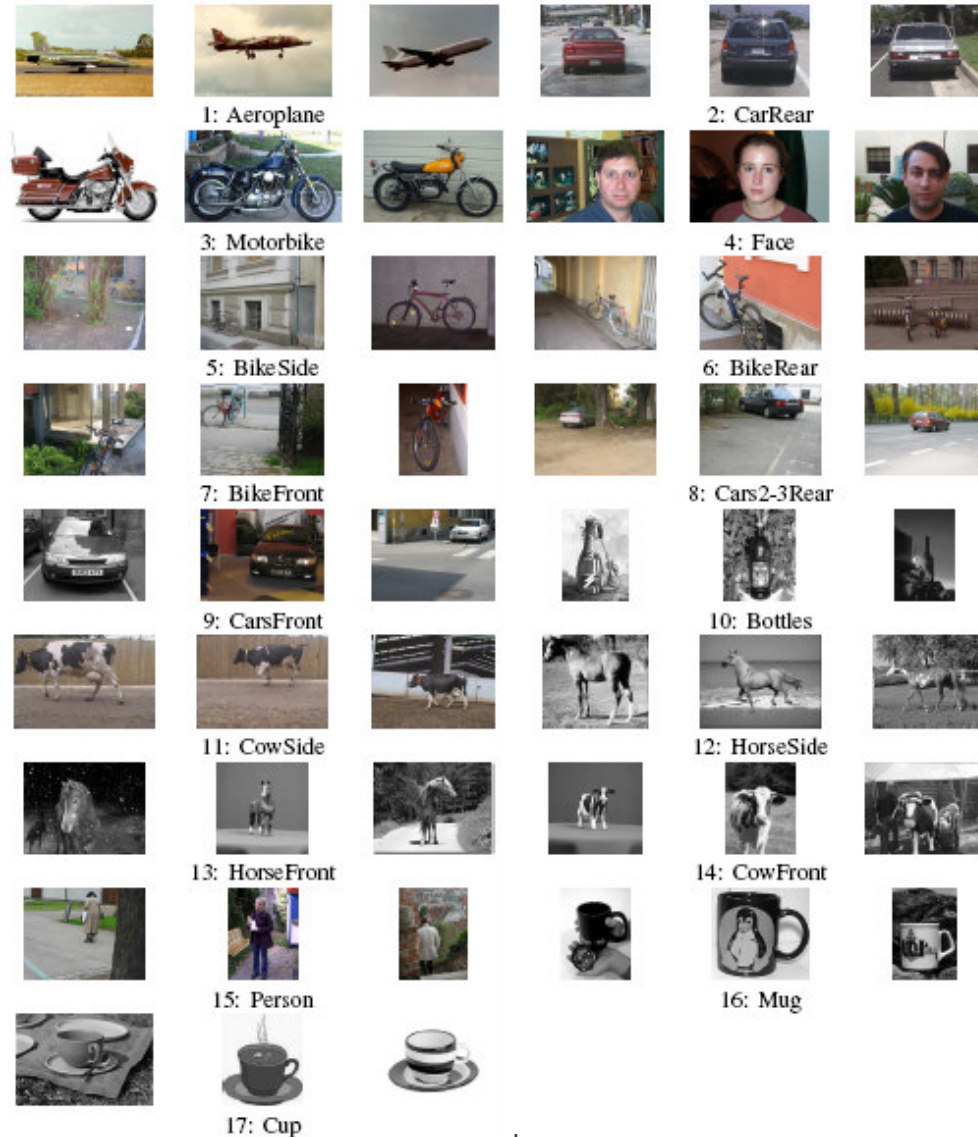 1: Aeroplane
2: CarRear
3: Motorbike
4: Face
5: BikeSide
6: BikeRear
7: BikeFront
8: Cars2-3Rear
9: CarsFront
10: Bottles
11: CowSide
12: HorseSide
13: HorseFront
14: CowFront
15: Person
16: Mug
17: Cup